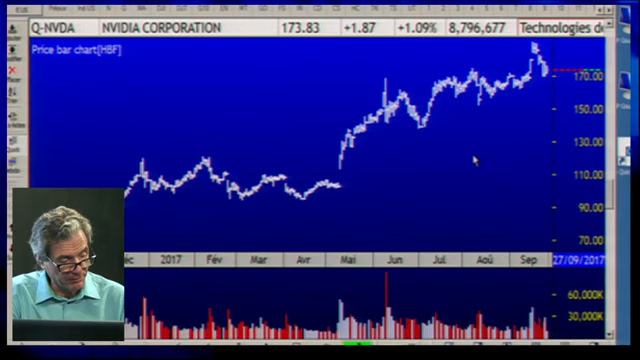 Q-NVDA NVIDIA CORPORATION 173.83 +1.87 +1.09% 8,796,677 Technologies de
Price bar chart[HBF]
170.00
150.00
130.00
110.00
90.00
70.00
2017 Fév Mar Avr Mai Jun Jul Aoû Sep 27/09/2017
60,000K
30,000K